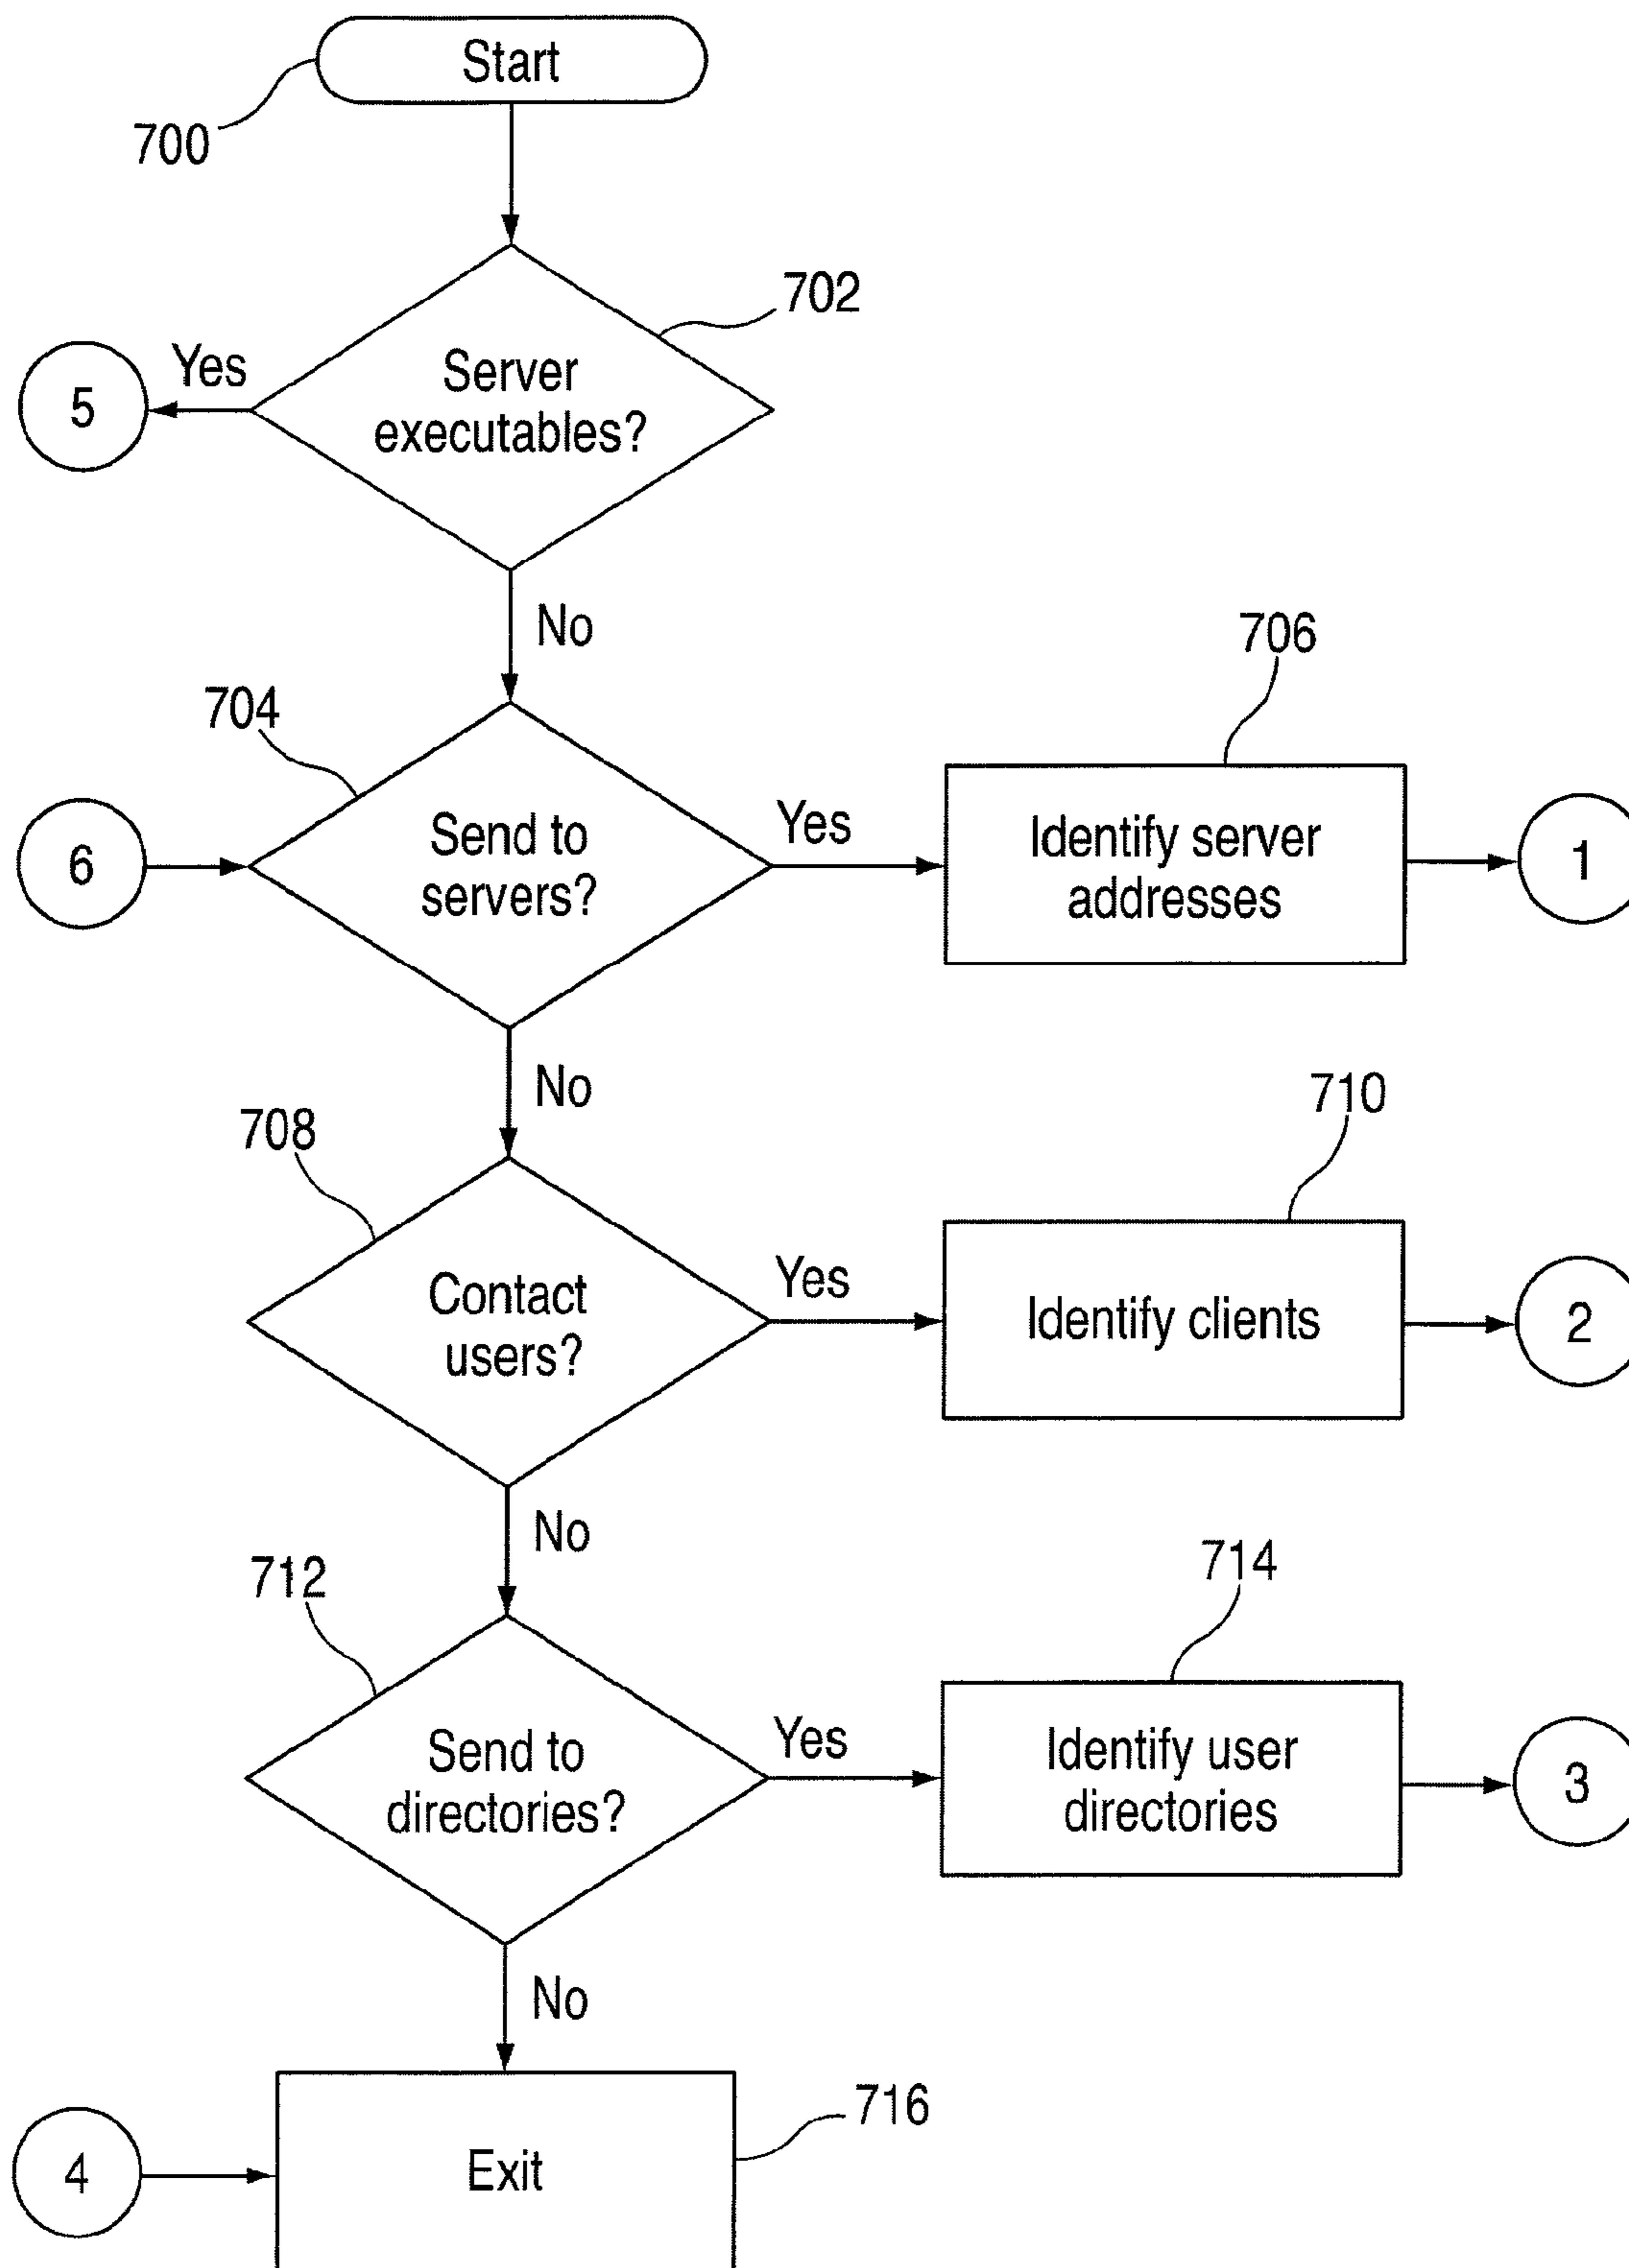 Start
700
702
Yes
5
Server
executables?
No
706
704
6
Send to
servers?
Yes
Identify server
addresses
1
No
710
708
Contact
users?
Yes
Identify clients
2
No
714
712
Send to
directories?
Yes
Identify user
directories
3
No
716
4
Exit